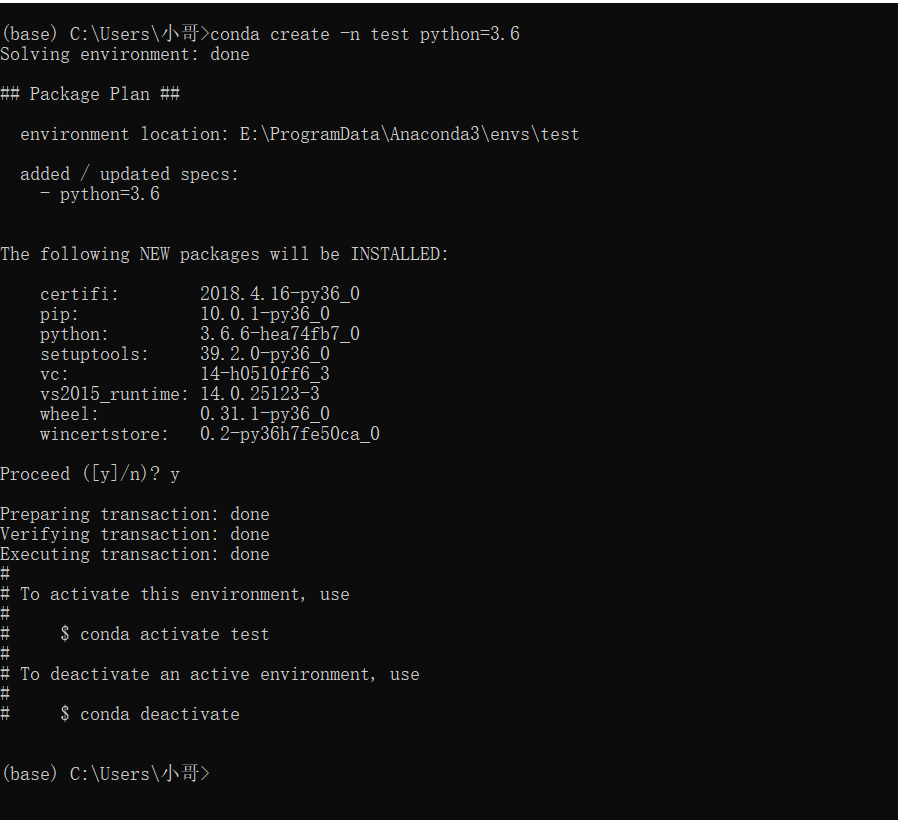 (base) C:\Users\小哥>conda create -n test python=3.6
Solving environment: done
## Package Plan ##
environment location: E:\ProgramData\Anaconda3\envs\test
added / updated specs:
- python=3.6
The following NEW packages will be INSTALLED:
certifi: 2018.4.16-py36_0
pip: 10.0.1-py36_0
python: 3.6.6-hea74fb7_0
setuptools: 39.2.0-py36_0
vc: 14-h0510ff6_3
vs2015_runtime: 14.0.25123-3
wheel: 0.31.1-py36_0
wincertstore: 0.2-py36h7fe50ca_0
Proceed ([y]/n)? y
Preparing transaction: done
Verifying transaction: done
Executing transaction: done
#
# To activate this environment, use
#
# $ conda activate test
#
# To deactivate an active environment, use
#
# $ conda deactivate
(base) C:\Users\小哥>